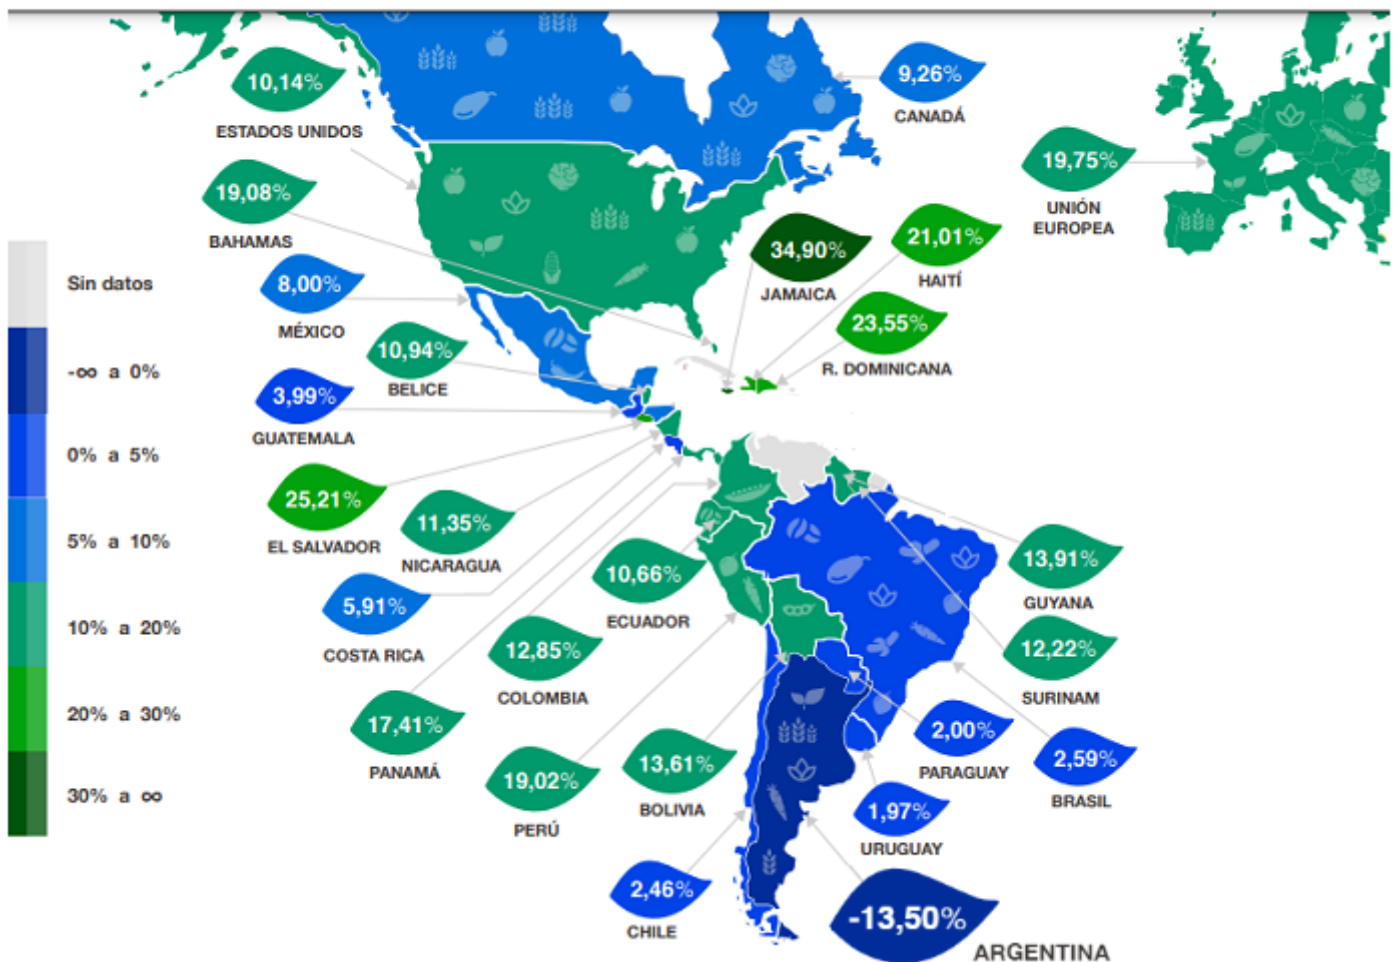 10,14%
ESTADOS UNIDOS
9,26%
CANADÁ
19,75%
UNIÓN
EUROPEA
19,08%
BAHAMAS
34,90%
JAMAICA
21,01%
HAITÍ
8,00%
MÉXICO
23,55%
R. DOMINICANA
10,94%
BELICE
3,99%
GUATEMALA
25,21%
EL SALVADOR
11,35%
NICARAGUA
5,91%
COSTA RICA
10,66%
ECUADOR
13,91%
GUYANA
12,85%
COLOMBIA
12,22%
SURINAM
17,41%
PANAMÁ
19,02%
PERÚ
13,61%
BOLIVIA
2,00%
PARAGUAY
2,59%
BRASIL
1,97%
URUGUAY
2,46%
CHILE
-13,50%
ARGENTINA
Sin datos
-∞ a 0%
0% a 5%
5% a 10%
10% a 20%
20% a 30%
30% a ∞